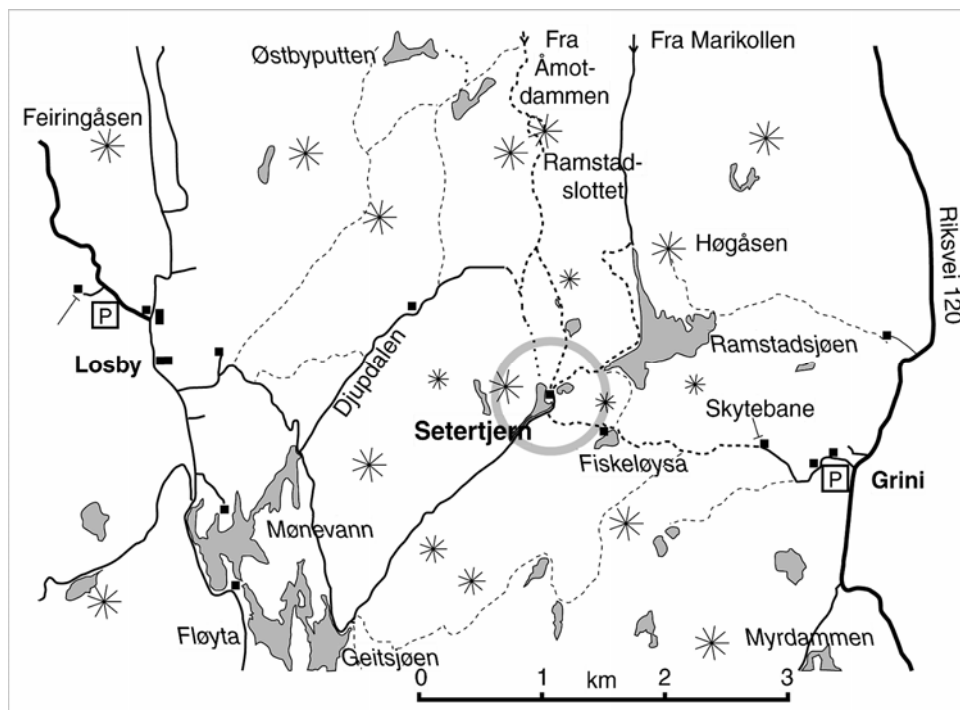 Østbyputten
Fra
Åmot-
dammen
Fra Marikollen
Feiringåsen
Ramstad-
slottet
Høgåsen
Riksvei 120
P
Losby
Djupdalen
Ramstadsjøen
Skytebane
Setertjern
Fiskeløysa
P
Grini
Mønevann
Fløyta
Geitsjøen
Myrdammen
0 1 km 2 3